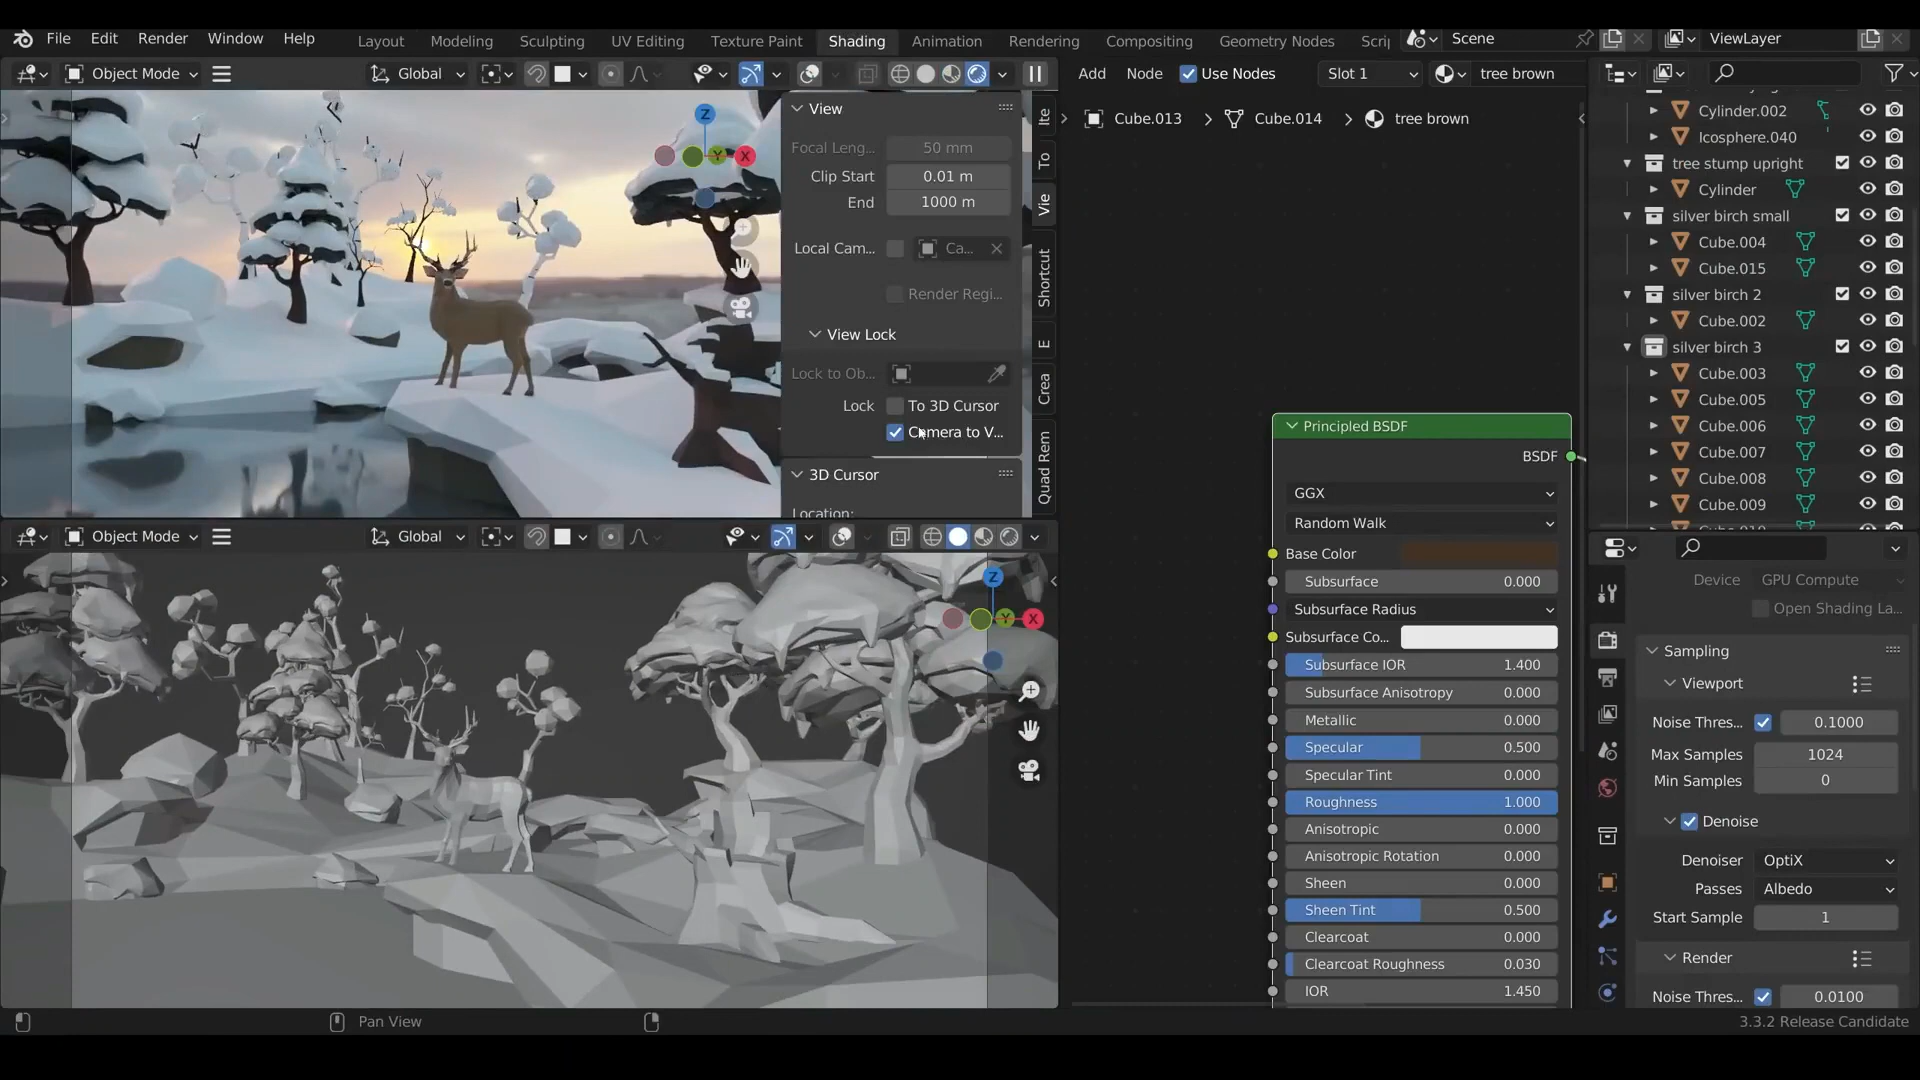 File Edit Render Window Help
Layout Modeling Sculpting UV Editing Texture Paint Shading Animation Rendering Compositing Geometry Nodes Scrij
Scene
ViewLayer
Object Mode
Global
Add Node Use Nodes Slot 1 tree brown
Cube.013 > Cube.014 > tree brown
Z
X
Y
View
Focal Leng... 50 mm
Clip Start 0.01 m
End 1000 m
Local Cam... Ca...
Render Regi...
View Lock
Lock to Ob...
Lock To 3D Cursor
Camera to V...
3D Cursor
Location:
Ite
To
Vie
Shortcut
E
Crea
Quad Rem
Object Mode
Global
Z
X
Y
Principled BSDF
BSDF
GGX
Random Walk
Base Color
Subsurface 0.000
Subsurface Radius
Subsurface Co...
Subsurface IOR 1.400
Subsurface Anisotropy 0.000
Metallic 0.000
Specular 0.500
Specular Tint 0.000
Roughness 1.000
Anisotropic 0.000
Anisotropic Rotation 0.000
Sheen 0.000
Sheen Tint 0.500
Clearcoat 0.000
Clearcoat Roughness 0.030
IOR 1.450
Cylinder.002
Icosphere.040
tree stump upright
Cylinder
silver birch small
Cube.004
Cube.015
silver birch 2
Cube.002
silver birch 3
Cube.003
Cube.005
Cube.006
Cube.007
Cube.008
Cube.009
Device GPU Compute
Open Shading La...
Sampling
Viewport
Noise Thres... 0.1000
Max Samples 1024
Min Samples 0
Denoise
Denoiser OptiX
Passes Albedo
Start Sample 1
Render
Noise Thres... 0.0100
Pan View
3.3.2 Release Candidate